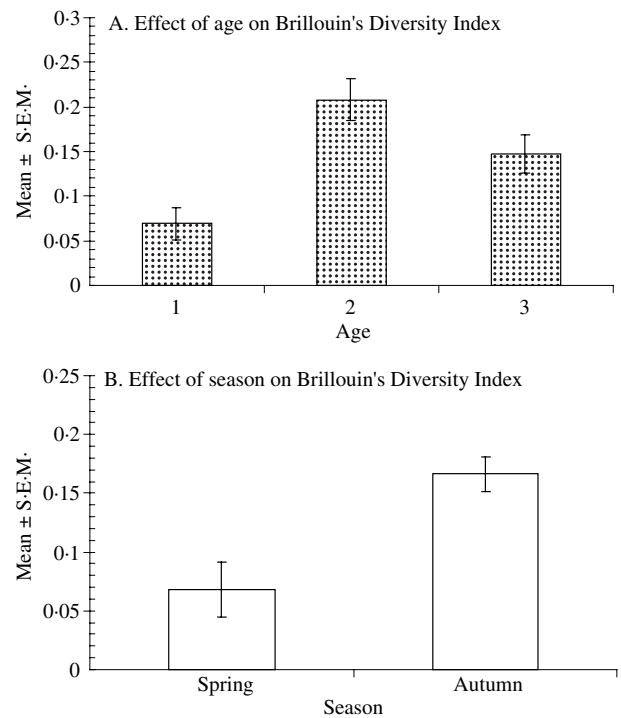 A. Effect of age on Brillouin's Diversity Index
0·3
0·25
0·2
0·15
0·1
0·05
0
Mean ± S·E·M·
1 2 3
Age
B. Effect of season on Brillouin's Diversity Index
0·25
0·2
0·15
0·1
0·05
0
Mean ± S·E·M·
Spring Autumn
Season